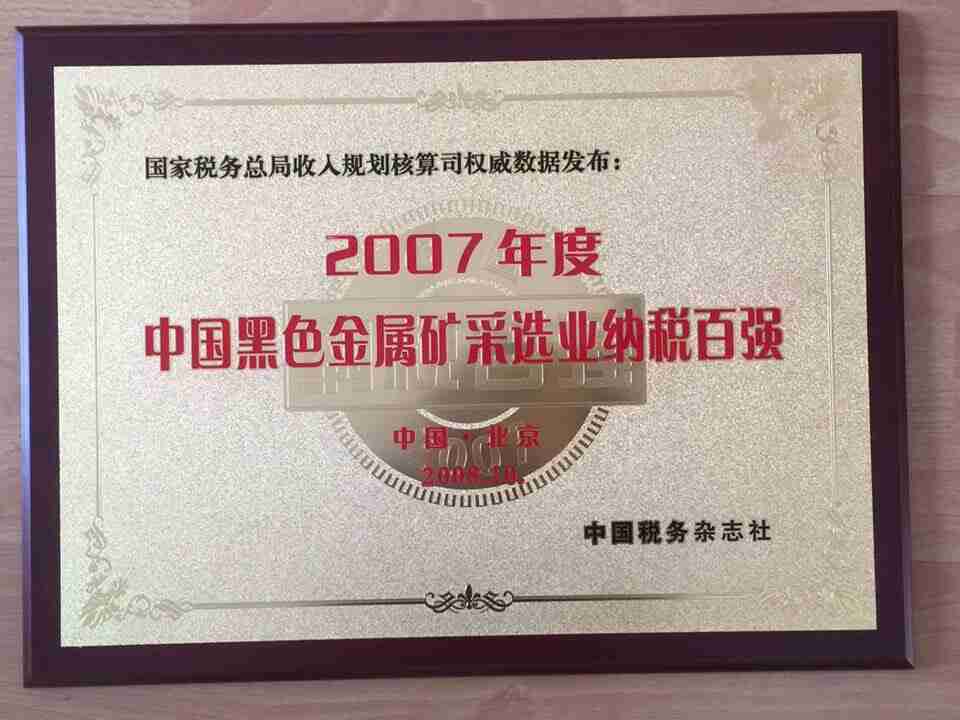 国家税务总局收入规划核算司权威数据发布：
2007年度
中国黑色金属矿采选业纳税百强
中国·北京
2008.10.
中国税务杂志社